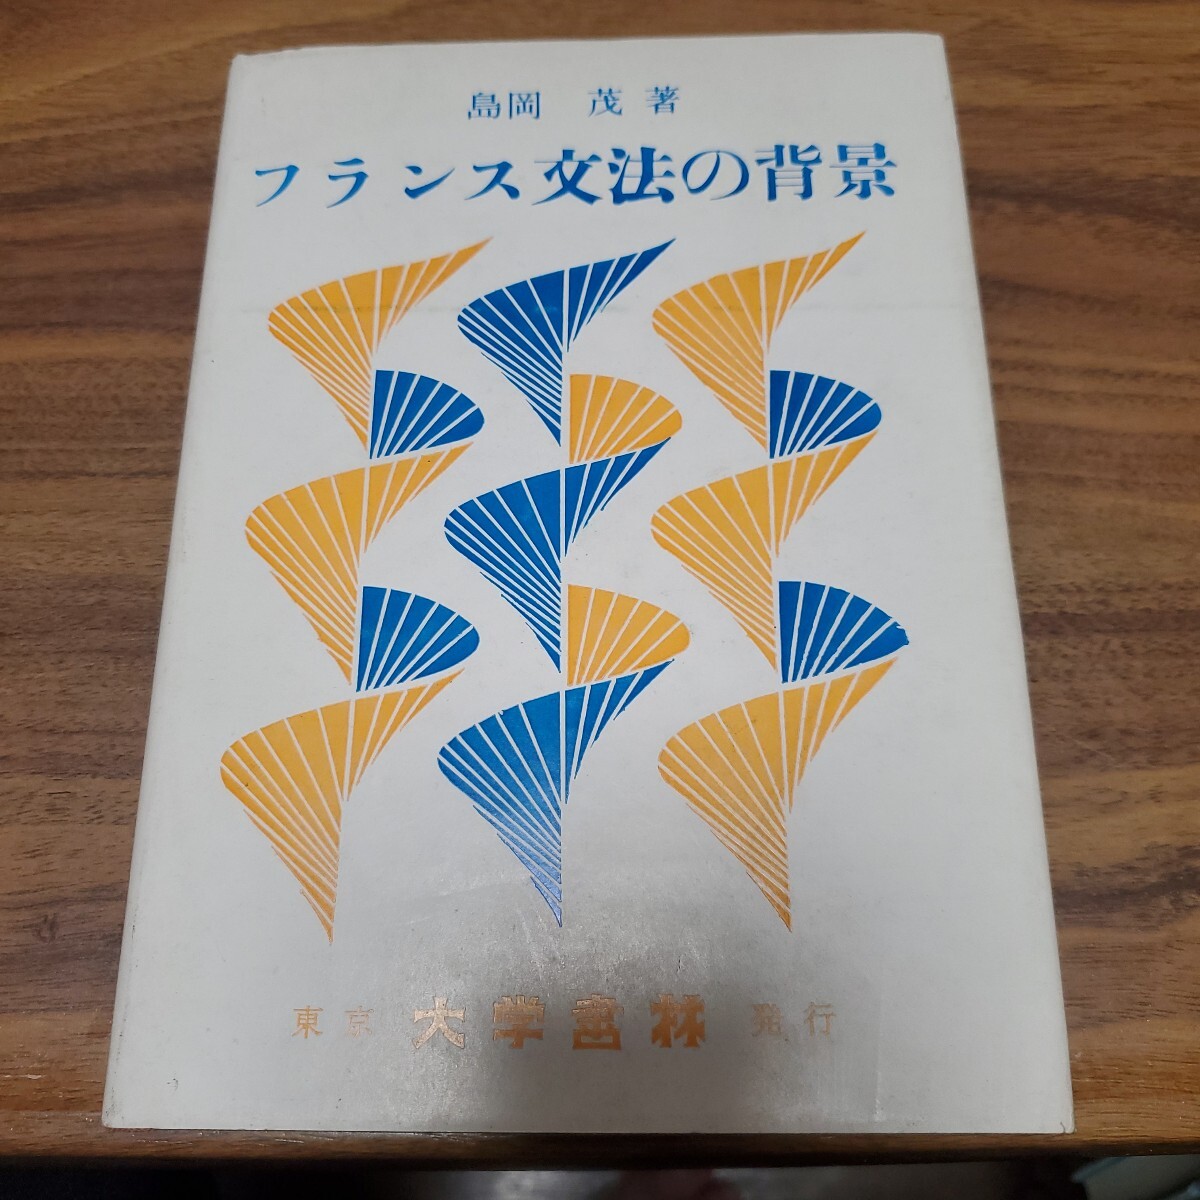 島岡 茂 著
フランス文法の背景
東京 大学書林 発行